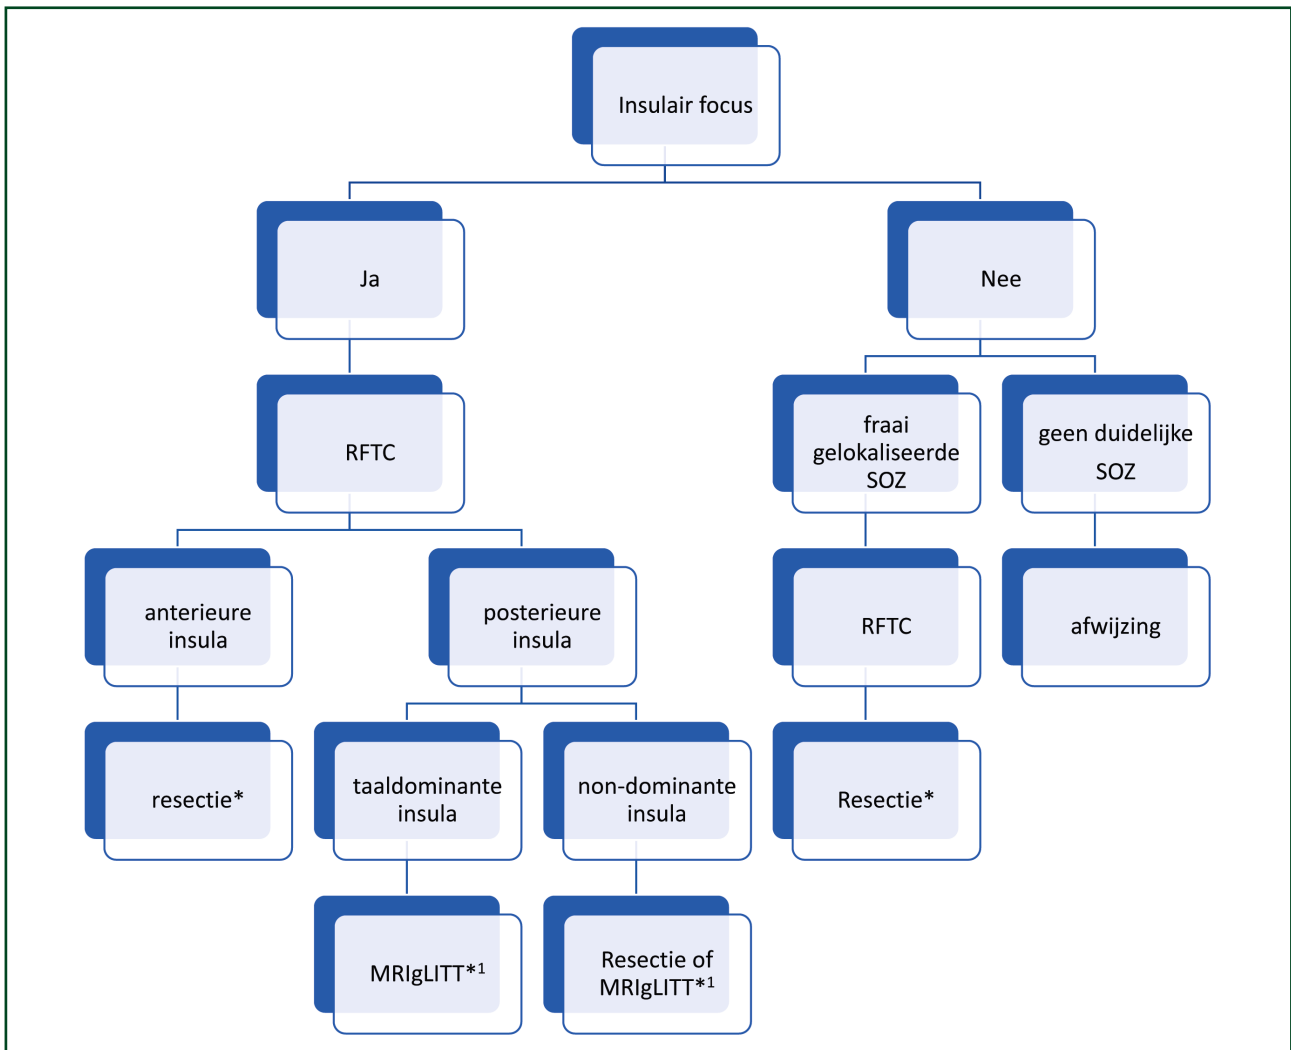 Insulair focus
Ja
Nee
RFTC
fraai
gelokaliseerde
SOZ
geen duidelijke
SOZ
anterieure
insula
posterieure
insula
RFTC
afwijzing
resectie*
taaldominante
insula
non-dominante
insula
Resectie*
MRIgLITT*¹
Resectie of
MRIgLITT*¹